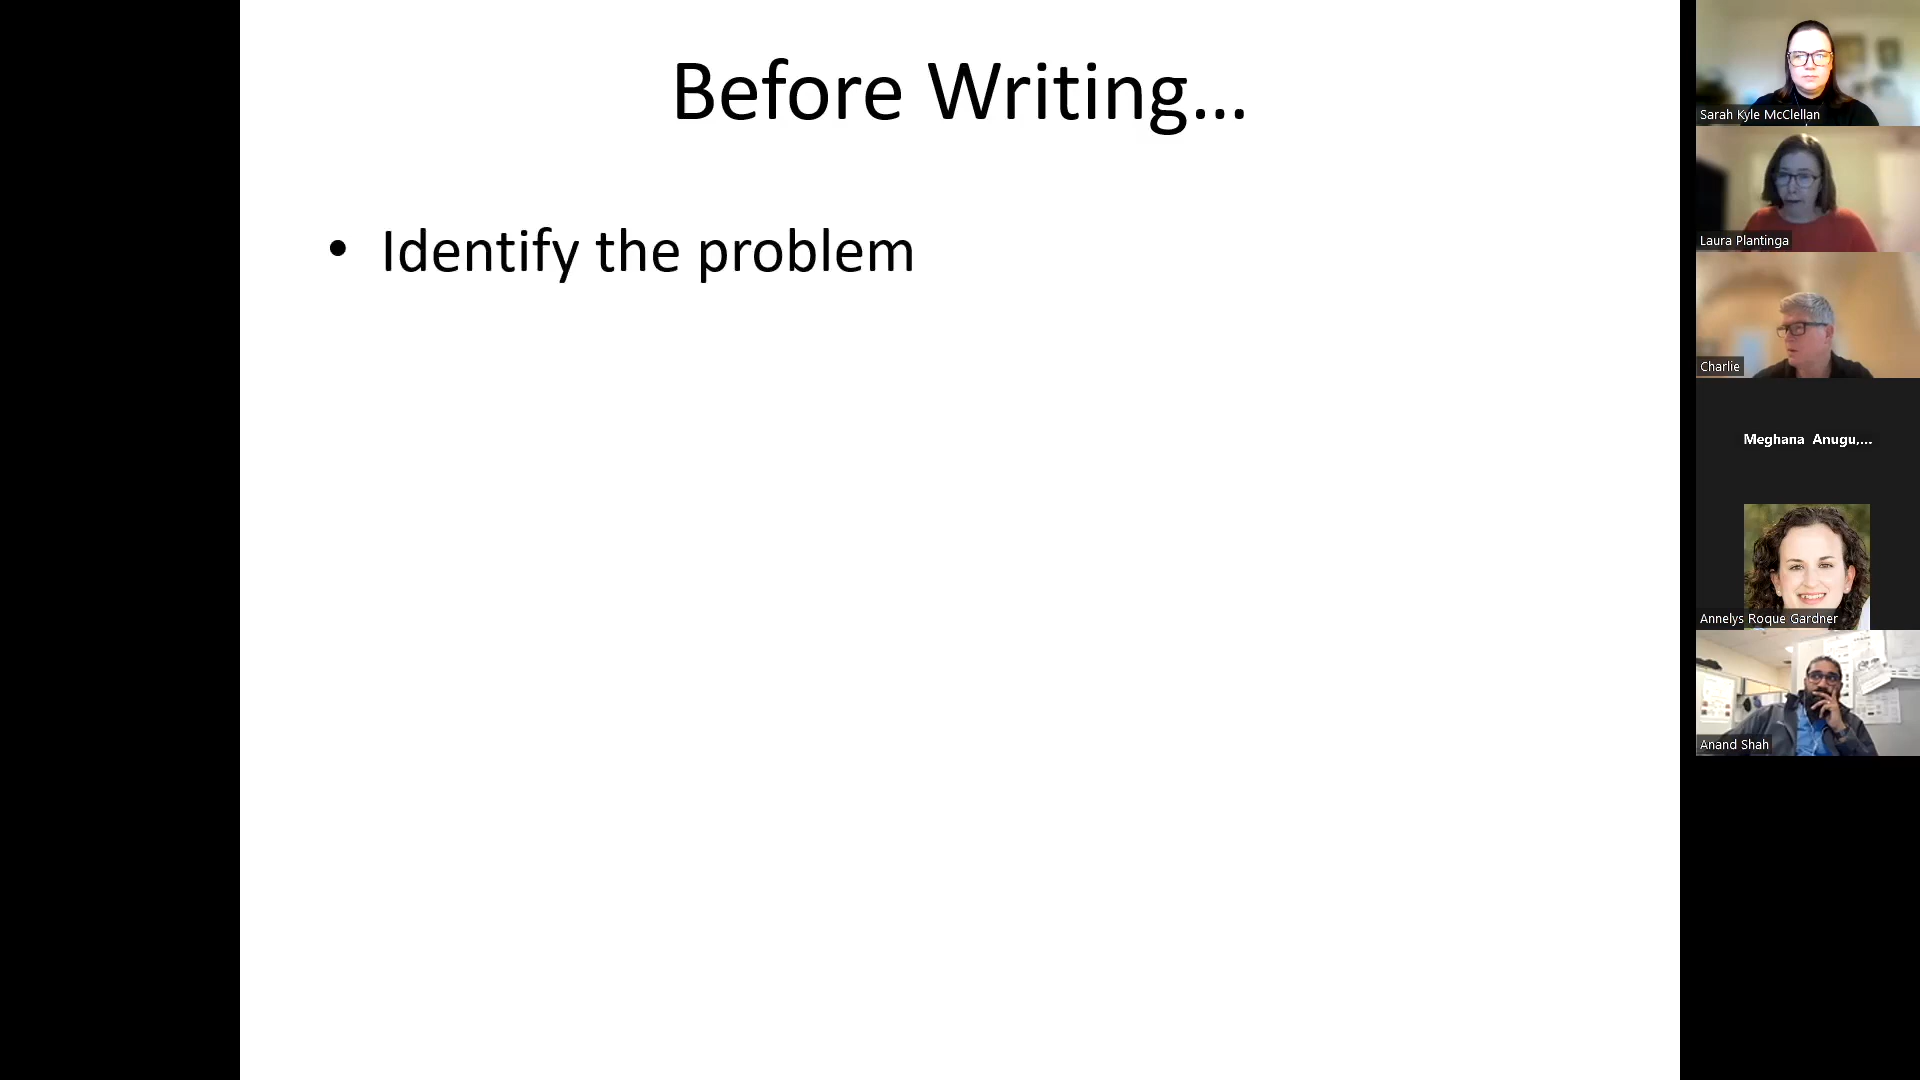 Before Writing…
• Identify the problem
Sarah Kyle McClellan
Laura Plantinga
Charlie
Meghana Anugu,...
Annelys Roque Gardner
Anand Shah